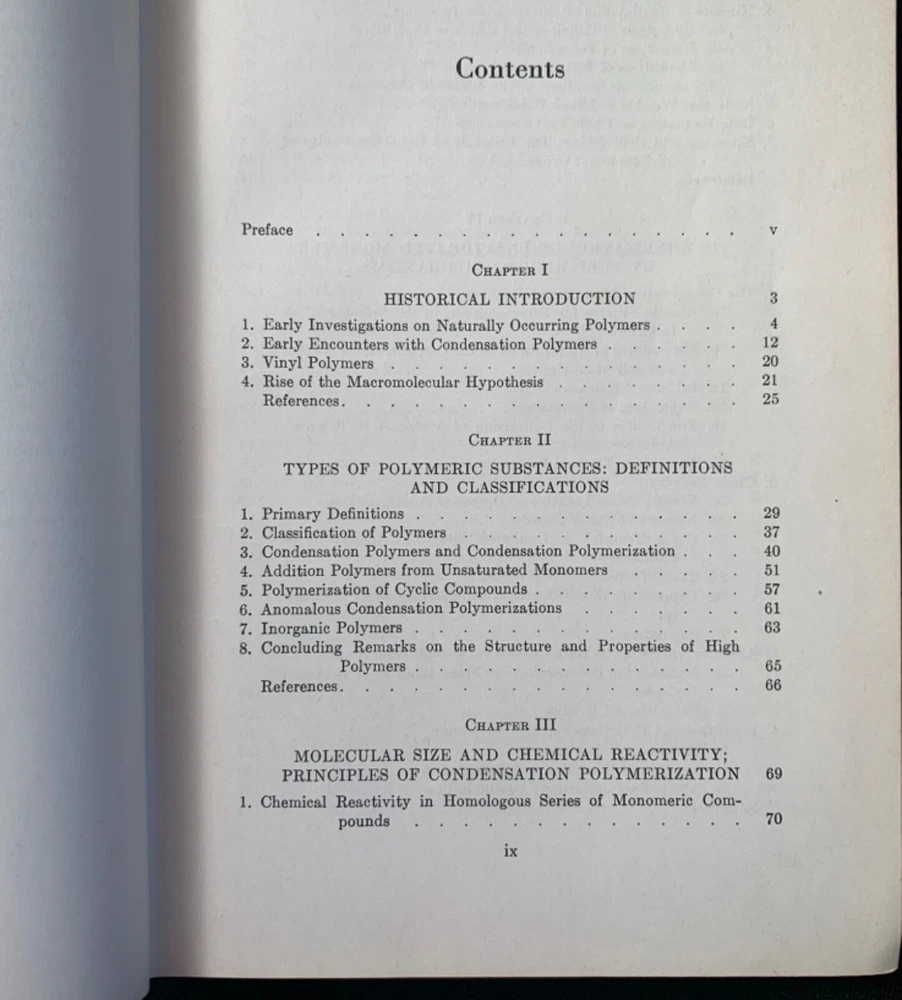 Contents
Preface . . . . . . . . . . . . . . . . . . v
Chapter I
HISTORICAL INTRODUCTION 3
1. Early Investigations on Naturally Occurring Polymers . . . . 4
2. Early Encounters with Condensation Polymers . . . . . . 12
3. Vinyl Polymers . . . . . . . . . . . . . . 20
4. Rise of the Macromolecular Hypothesis . . . . . . . . 21
References. . . . . . . . . . . . . . . . . 25
Chapter II
TYPES OF POLYMERIC SUBSTANCES: DEFINITIONS
AND CLASSIFICATIONS
1. Primary Definitions . . . . . . . . . . . . . . 29
2. Classification of Polymers . . . . . . . . . . . . 37
3. Condensation Polymers and Condensation Polymerization . . . 40
4. Addition Polymers from Unsaturated Monomers . . . . . 51
5. Polymerization of Cyclic Compounds . . . . . . . . . 57
6. Anomalous Condensation Polymerizations . . . . . . . 61
7. Inorganic Polymers . . . . . . . . . . . . . . 63
8. Concluding Remarks on the Structure and Properties of High
Polymers . . . . . . . . . . . . . . 65
References. . . . . . . . . . . . . . . . . 66
Chapter III
MOLECULAR SIZE AND CHEMICAL REACTIVITY;
PRINCIPLES OF CONDENSATION POLYMERIZATION 69
1. Chemical Reactivity in Homologous Series of Monomeric Com-
pounds . . . . . . . . . . . . . . 70
ix